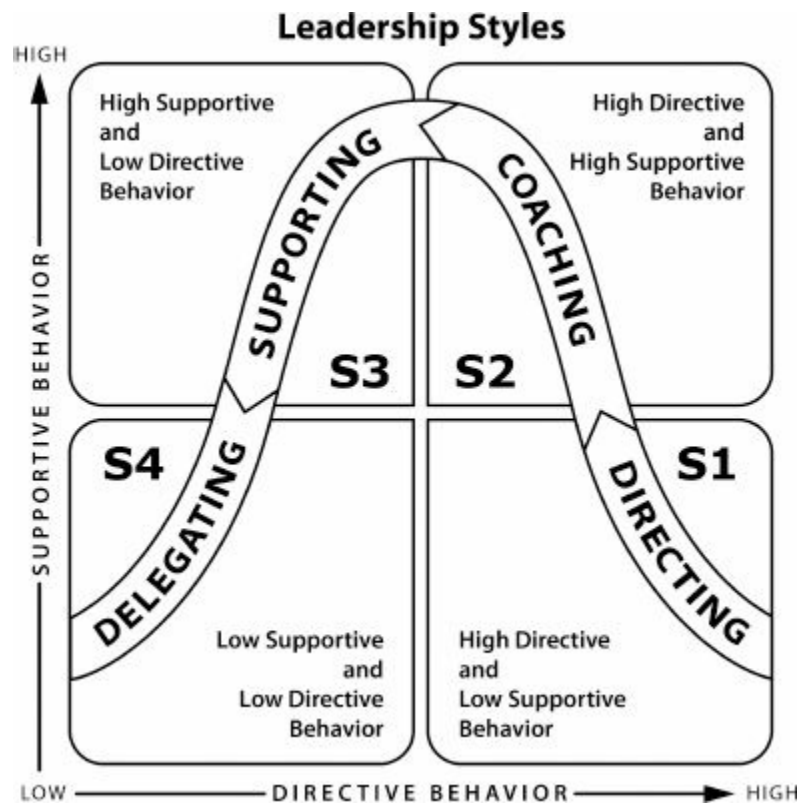 Leadership Styles
HIGH
SUPPORTIVE BEHAVIOR
High Supportive
and
Low Directive
Behavior
High Directive
and
High Supportive
Behavior
SUPPORTING
COACHING
S3
S2
S4
S1
DELEGATING
DIRECTING
Low Supportive
and
Low Directive
Behavior
High Directive
and
Low Supportive
Behavior
LOW
DIRECTIVE BEHAVIOR
HIGH